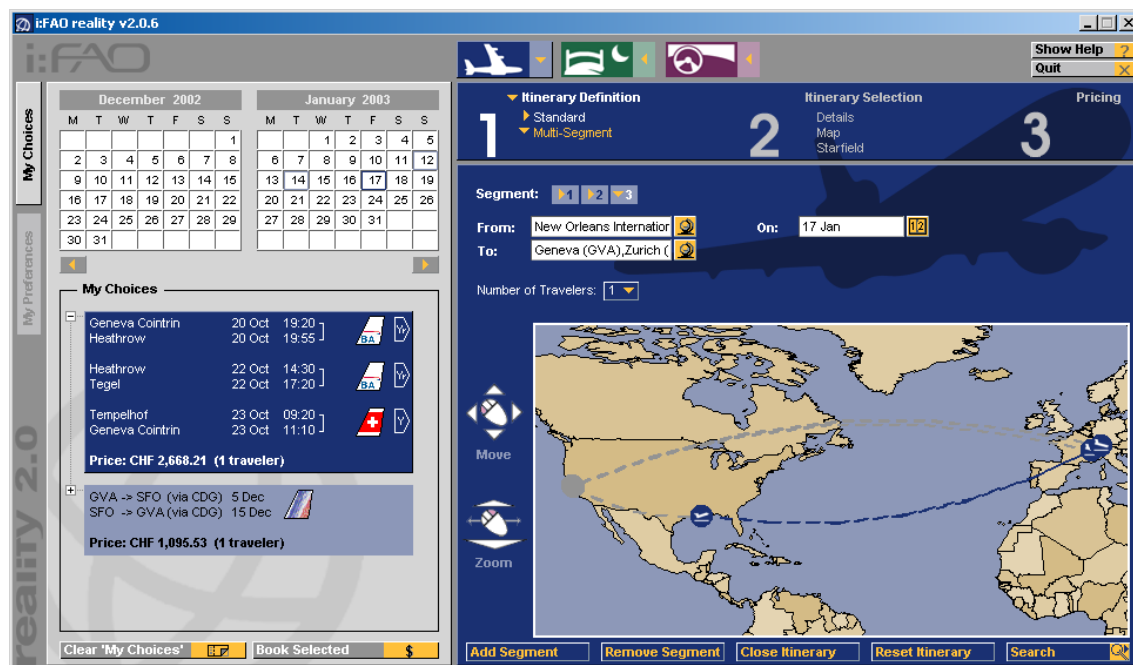 i:FAO reality v2.0.6
i:FAO
Show Help ?
Quit X
My Choices
My Preferences
reality 2.0
December 2002
M T W T F S S
1
2 3 4 5 6 7 8
9 10 11 12 13 14 15
16 17 18 19 20 21 22
23 24 25 26 27 28 29
30 31
January 2003
M T W T F S S
1 2 3 4 5
6 7 8 9 10 11 12
13 14 15 16 17 18 19
20 21 22 23 24 25 26
27 28 29 30 31
My Choices
Geneva Cointrin 20 Oct 19:20
Heathrow 20 Oct 19:55
BA Y
Heathrow 22 Oct 14:30
Tegel 22 Oct 17:20
BA Y
Tempelhof 23 Oct 09:20
Geneva Cointrin 23 Oct 11:10
Y
Price: CHF 2,668.21 (1 traveler)
GVA -> SFO (via CDG) 5 Dec
SFO -> GVA (via CDG) 15 Dec
Price: CHF 1,095.53 (1 traveler)
Clear 'My Choices'
Book Selected $
1
Itinerary Definition
Standard
Multi-Segment
2
Itinerary Selection
Details
Map
Starfield
3
Pricing
Segment: 1 2 3
From: New Orleans Internation
On: 17 Jan 12
To: Geneva (GVA),Zurich (
Number of Travelers: 1
Move
Zoom
Add Segment
Remove Segment
Close Itinerary
Reset Itinerary
Search